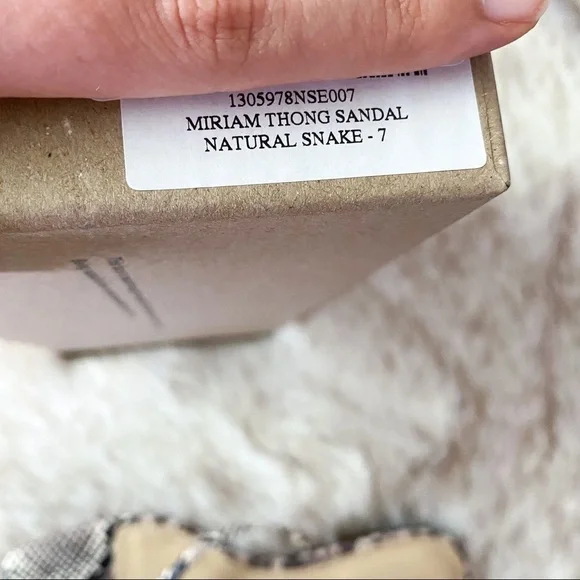 1305978NSE007
MIRIAM THONG SANDAL
NATURAL SNAKE - 7